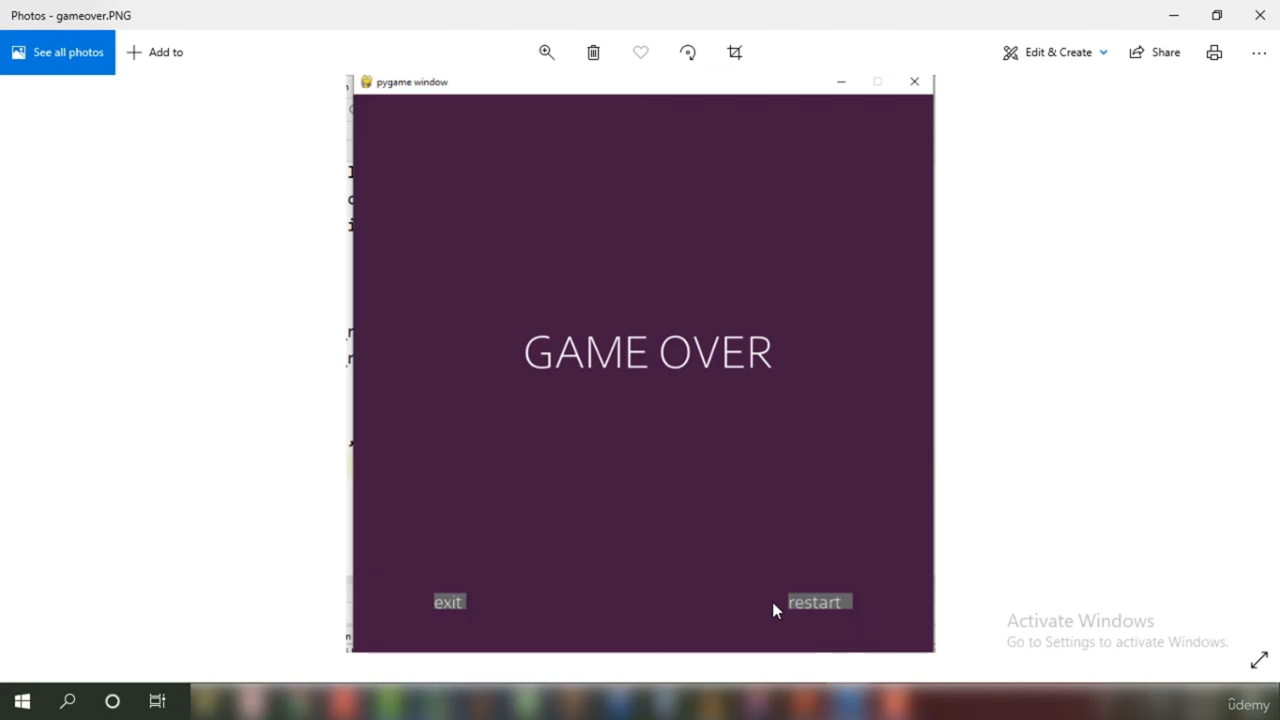 Photos - gameover.PNG
See all photos
Add to
Edit & Create
Share
pygame window
GAME OVER
exit
restart
Activate Windows
Go to Settings to activate Windows.
ûdemy